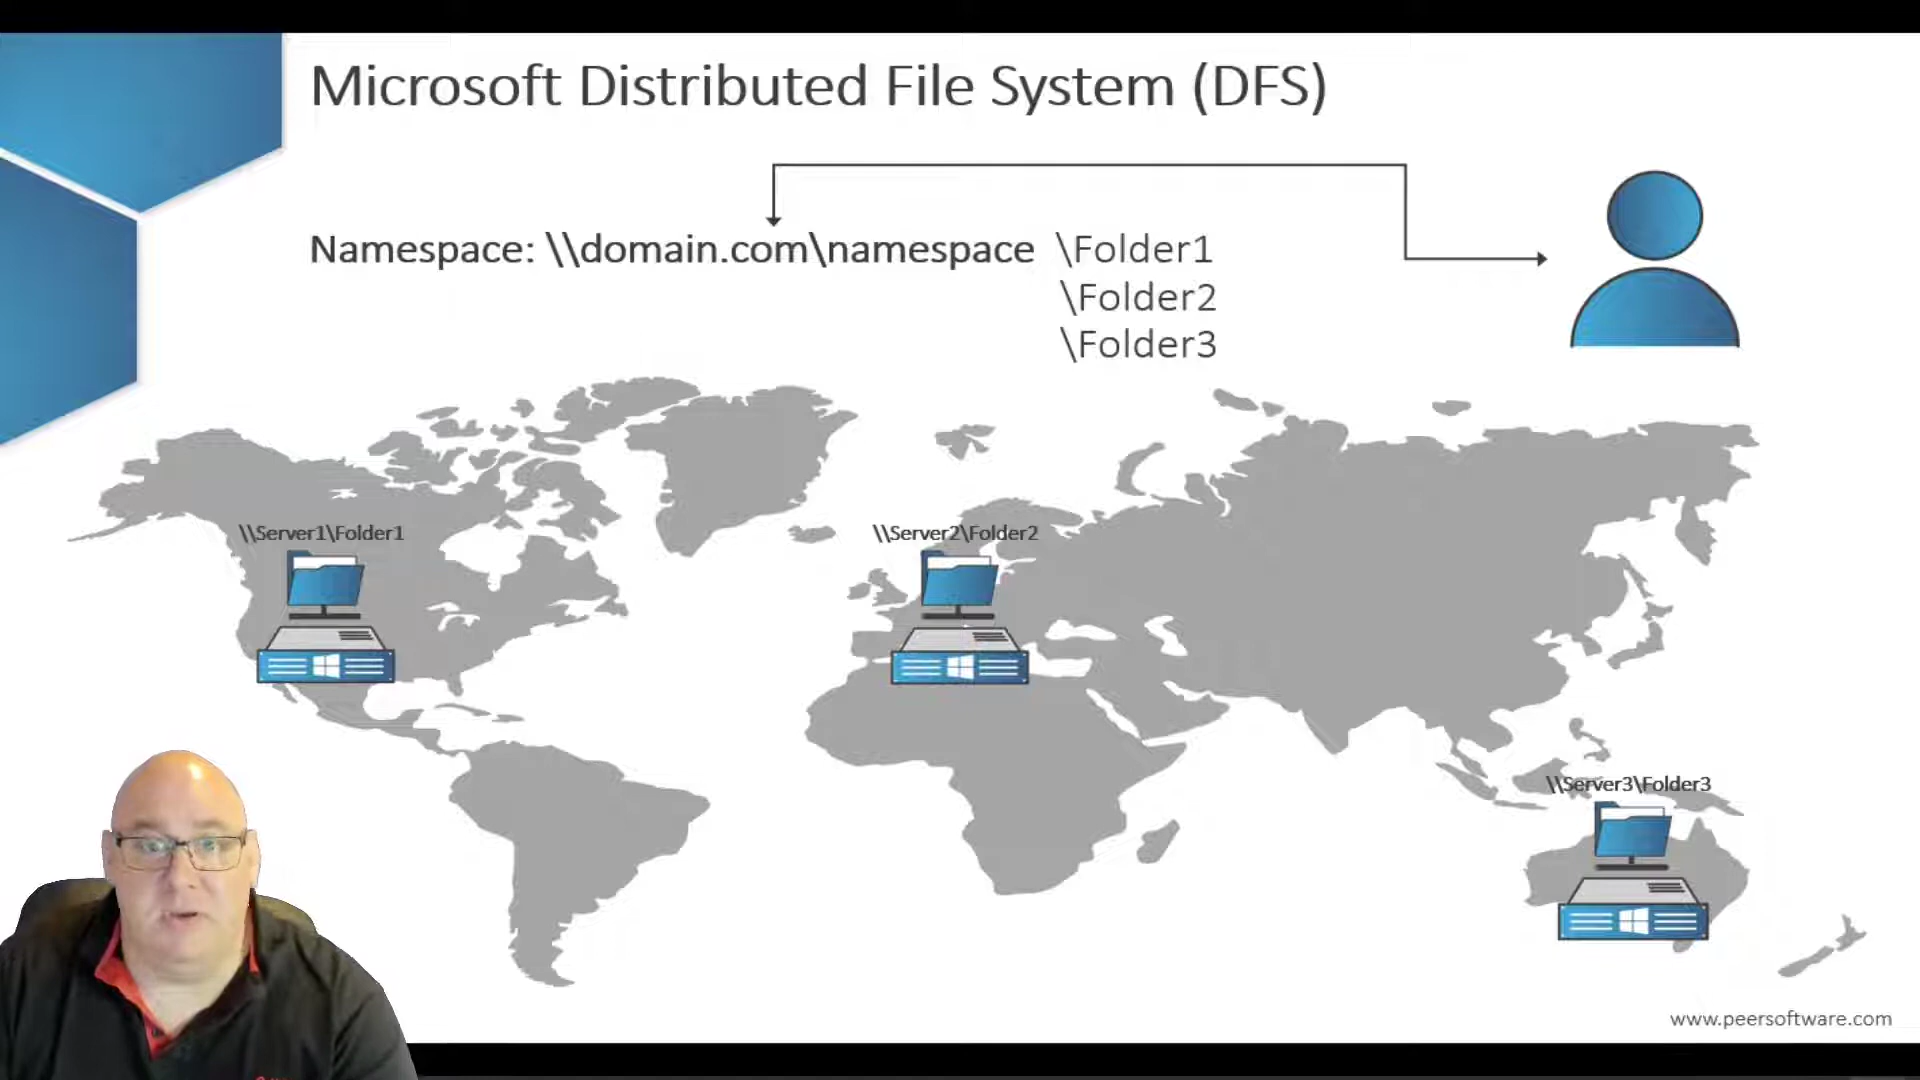 Microsoft Distributed File System (DFS)
Namespace: \\domain.com\namespace \Folder1
\Folder2
\Folder3
\\Server1\Folder1
\\Server2\Folder2
\\Server3\Folder3
www.peersoftware.com